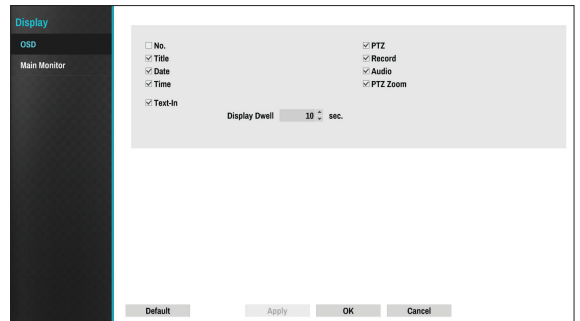 Display
OSD
Main Monitor
No.
Title
Date
Time
Text-In
PTZ
Record
Audio
PTZ Zoom
Display Dwell 10 sec.
Default Apply OK Cancel